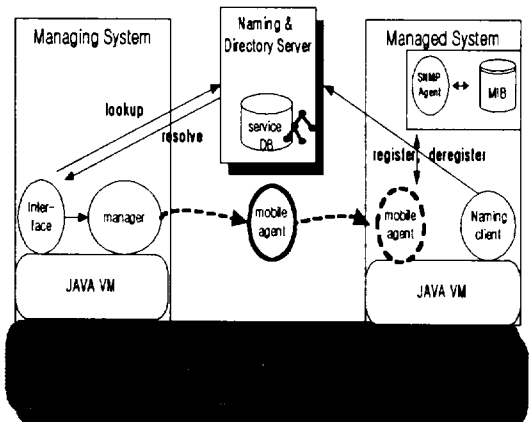 Managing System
Naming &
Directory Server
Managed System
SNMP
Agent
MIB
lookup
resolve
service
DB
register
deregister
Inter-
face
manager
mobile
agent
mobile
agent
Naming
client
JAVA VM
JAVA VM